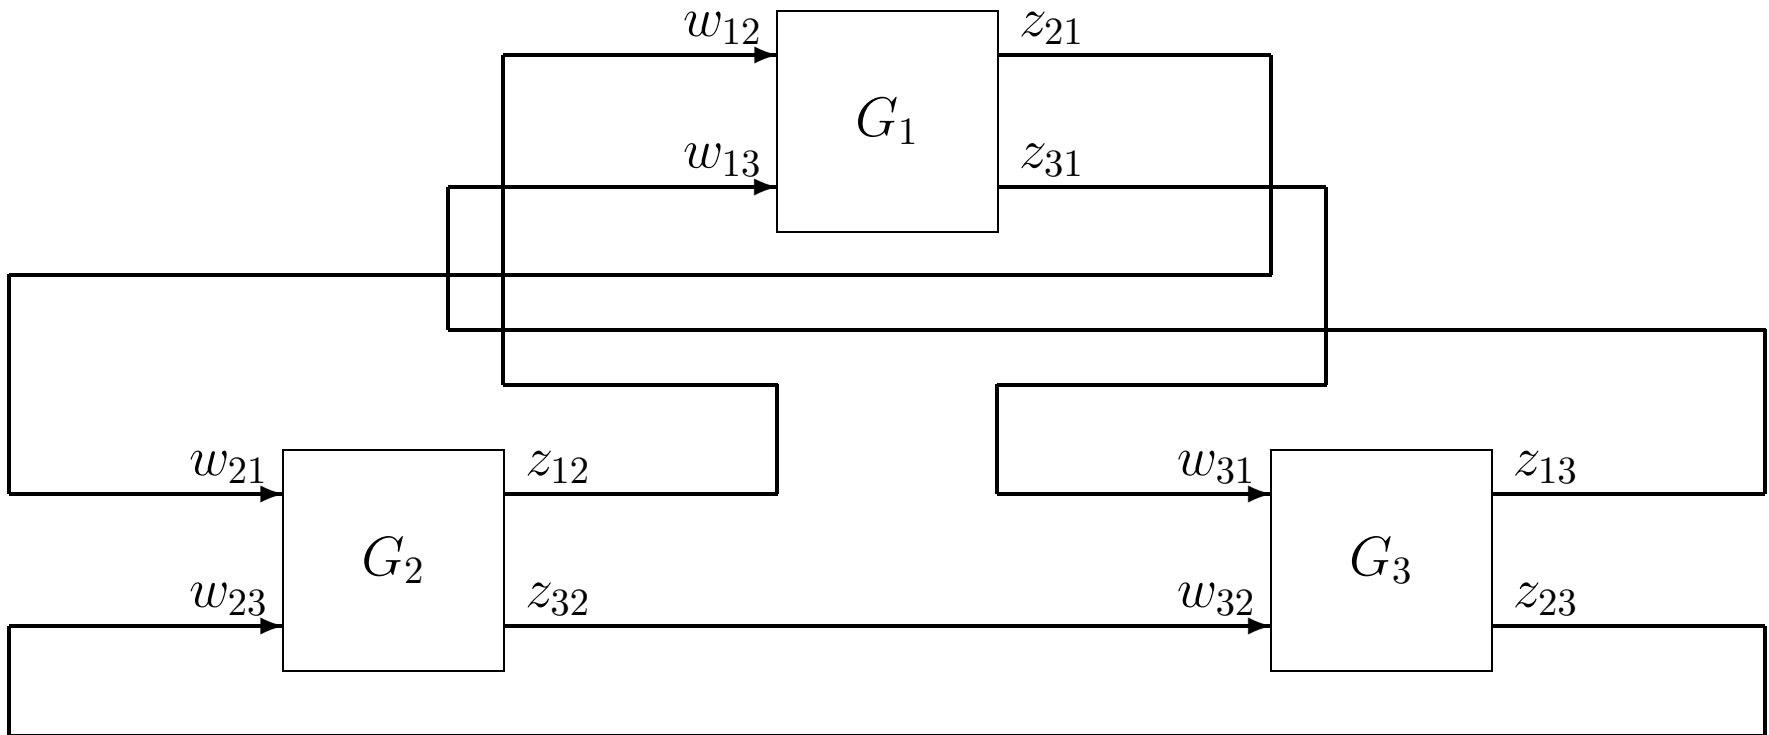 w₁₂ z₂₁
G₁
w₁₃ z₃₁
w₂₁ z₁₂ w₃₁ z₁₃
G₂ G₃
w₂₃ z₃₂ w₃₂ z₂₃